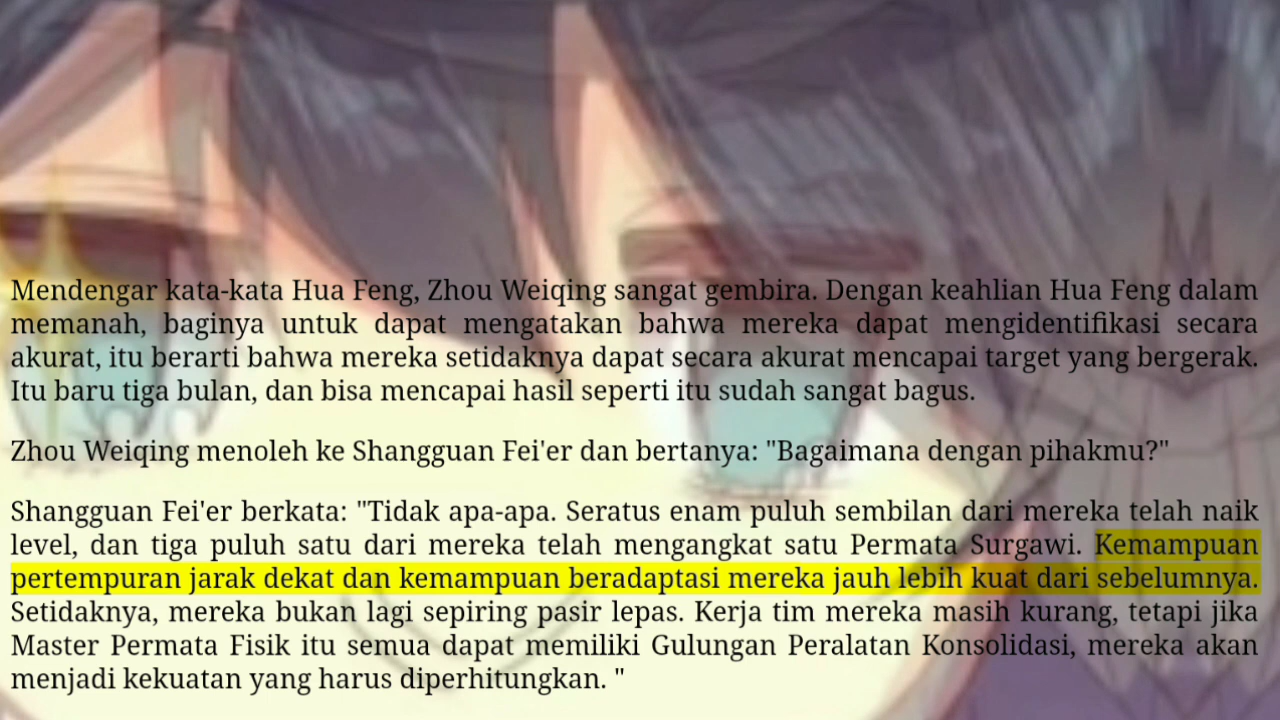 Mendengar kata-kata Hua Feng, Zhou Weiqing sangat gembira. Dengan keahlian Hua Feng dalam
memanah, baginya untuk dapat mengatakan bahwa mereka dapat mengidentifikasi secara
akurat, itu berarti bahwa mereka setidaknya dapat secara akurat mencapai target yang bergerak.
Itu baru tiga bulan, dan bisa mencapai hasil seperti itu sudah sangat bagus.
Zhou Weiqing menoleh ke Shangguan Fei'er dan bertanya: "Bagaimana dengan pihakmu?"
Shangguan Fei'er berkata: "Tidak apa-apa. Seratus enam puluh sembilan dari mereka telah naik
level, dan tiga puluh satu dari mereka telah mengangkat satu Permata Surgawi. Kemampuan
pertempuran jarak dekat dan kemampuan beradaptasi mereka jauh lebih kuat dari sebelumnya.
Setidaknya, mereka bukan lagi sepiring pasir lepas. Kerja tim mereka masih kurang, tetapi jika
Master Permata Fisik itu semua dapat memiliki Gulungan Peralatan Konsolidasi, mereka akan
menjadi kekuatan yang harus diperhitungkan. "